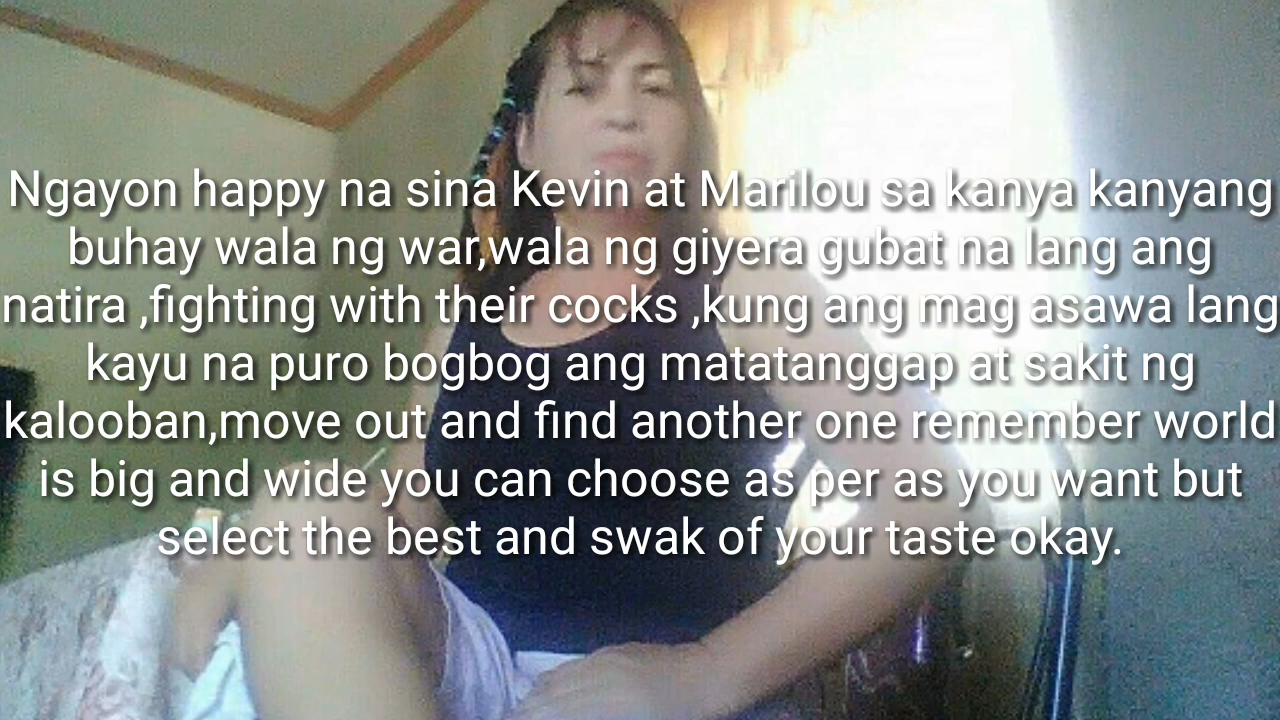 Ngayon happy na sina Kevin at Marilou sa kanya kanyang
buhay wala ng war,wala ng giyera gubat na lang ang
natira ,fighting with their cocks ,kung ang mag asawa lang
kayu na puro bogbog ang matatanggap at sakit ng
kalooban,move out and find another one remember world
is big and wide you can choose as per as you want but
select the best and swak of your taste okay.